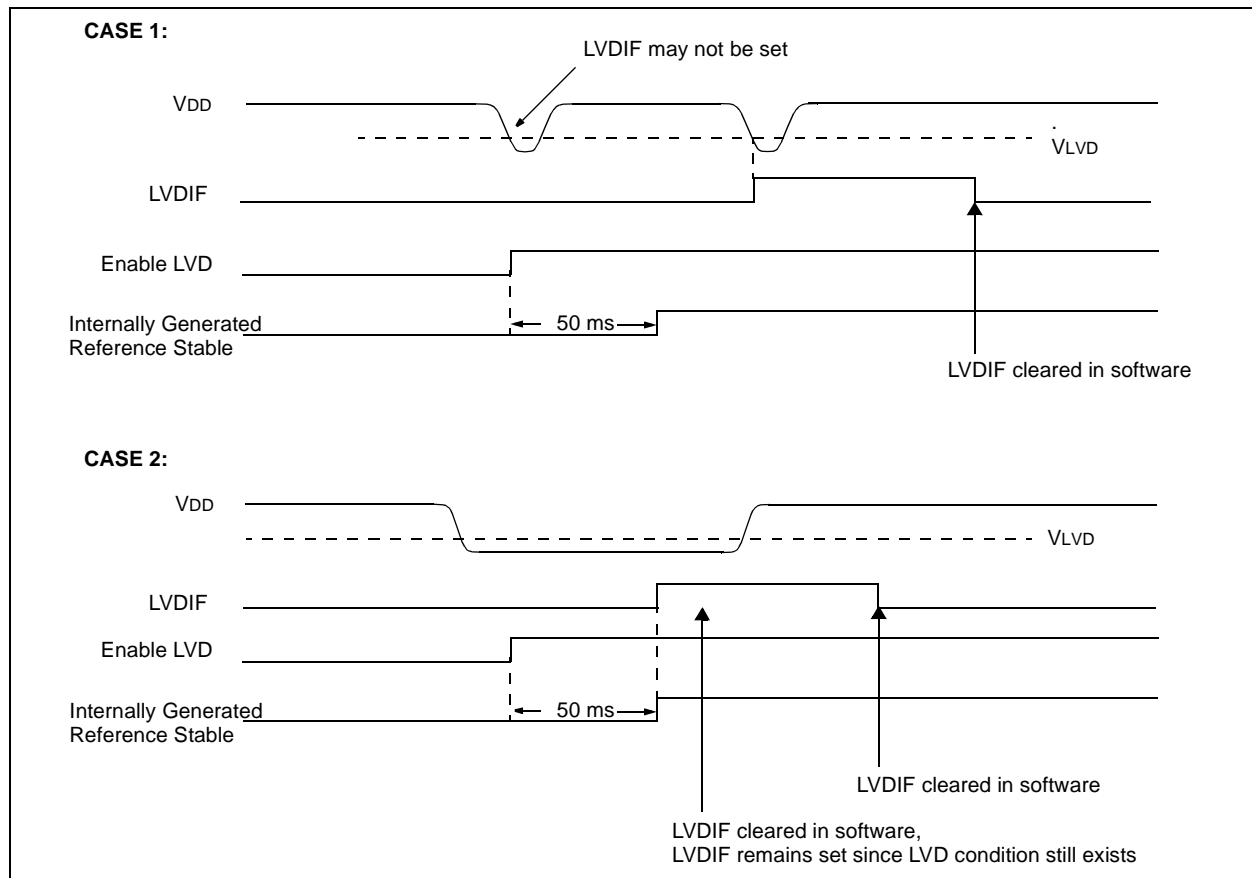 CASE 1:
LVDIF may not be set
VDD
.
VLVD
LVDIF
Enable LVD
50 ms
Internally Generated
Reference Stable
LVDIF cleared in software
CASE 2:
VDD
VLVD
LVDIF
Enable LVD
50 ms
Internally Generated
Reference Stable
LVDIF cleared in software
LVDIF cleared in software,
LVDIF remains set since LVD condition still exists